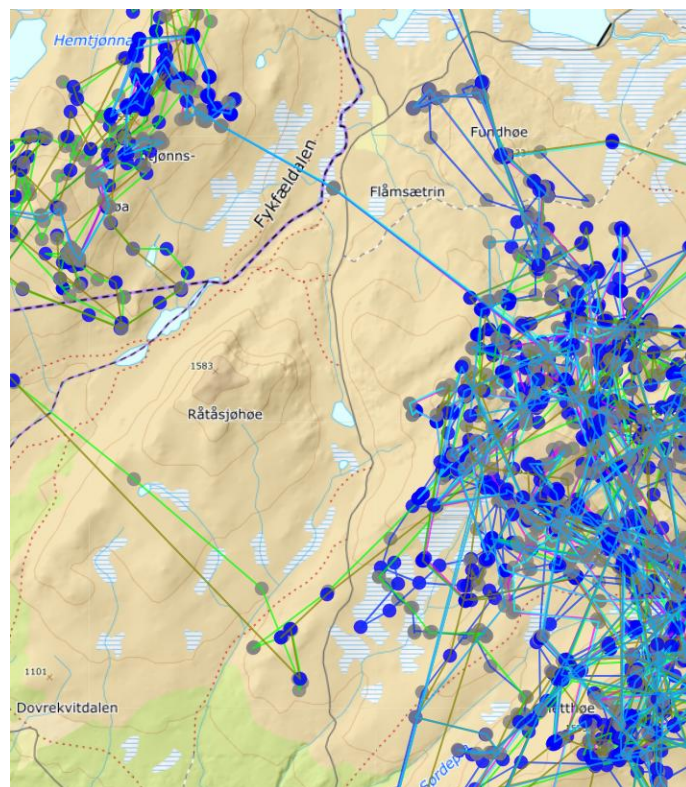 Hemtjønna
Fundhøe
Flåmsætrin
Fykfældalen
1583
Råtåsjøhøe
1101
Dovrekvitdalen